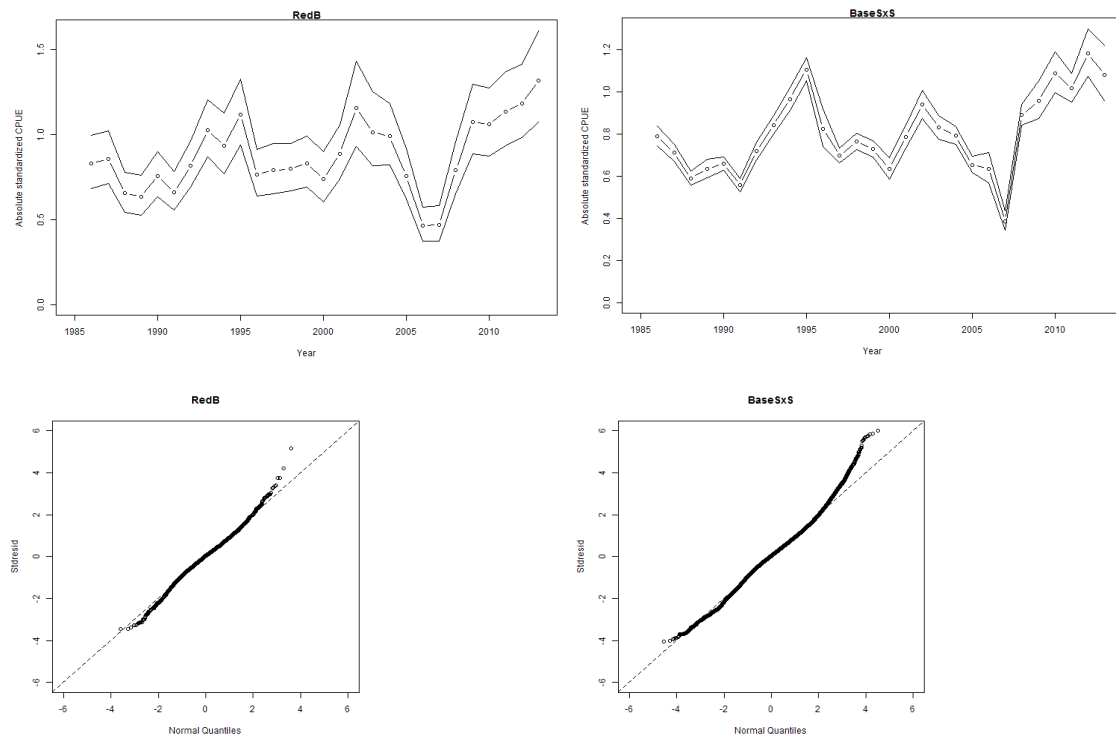 RedB
Absolute standardized CPUE
1.5
1.0
0.5
0.0
1985 1990 1995 2000 2005 2010
Year
BaseSxS
Absolute standardized CPUE
1.2
1.0
0.8
0.6
0.4
0.2
0.0
1985 1990 1995 2000 2005 2010
Year
RedB
Stdresid
6
4
2
0
-2
-4
-6
-6 -4 -2 0 2 4 6
Normal Quantiles
BaseSxS
Stdresid
6
4
2
0
-2
-4
-6
-6 -4 -2 0 2 4 6
Normal Quantiles